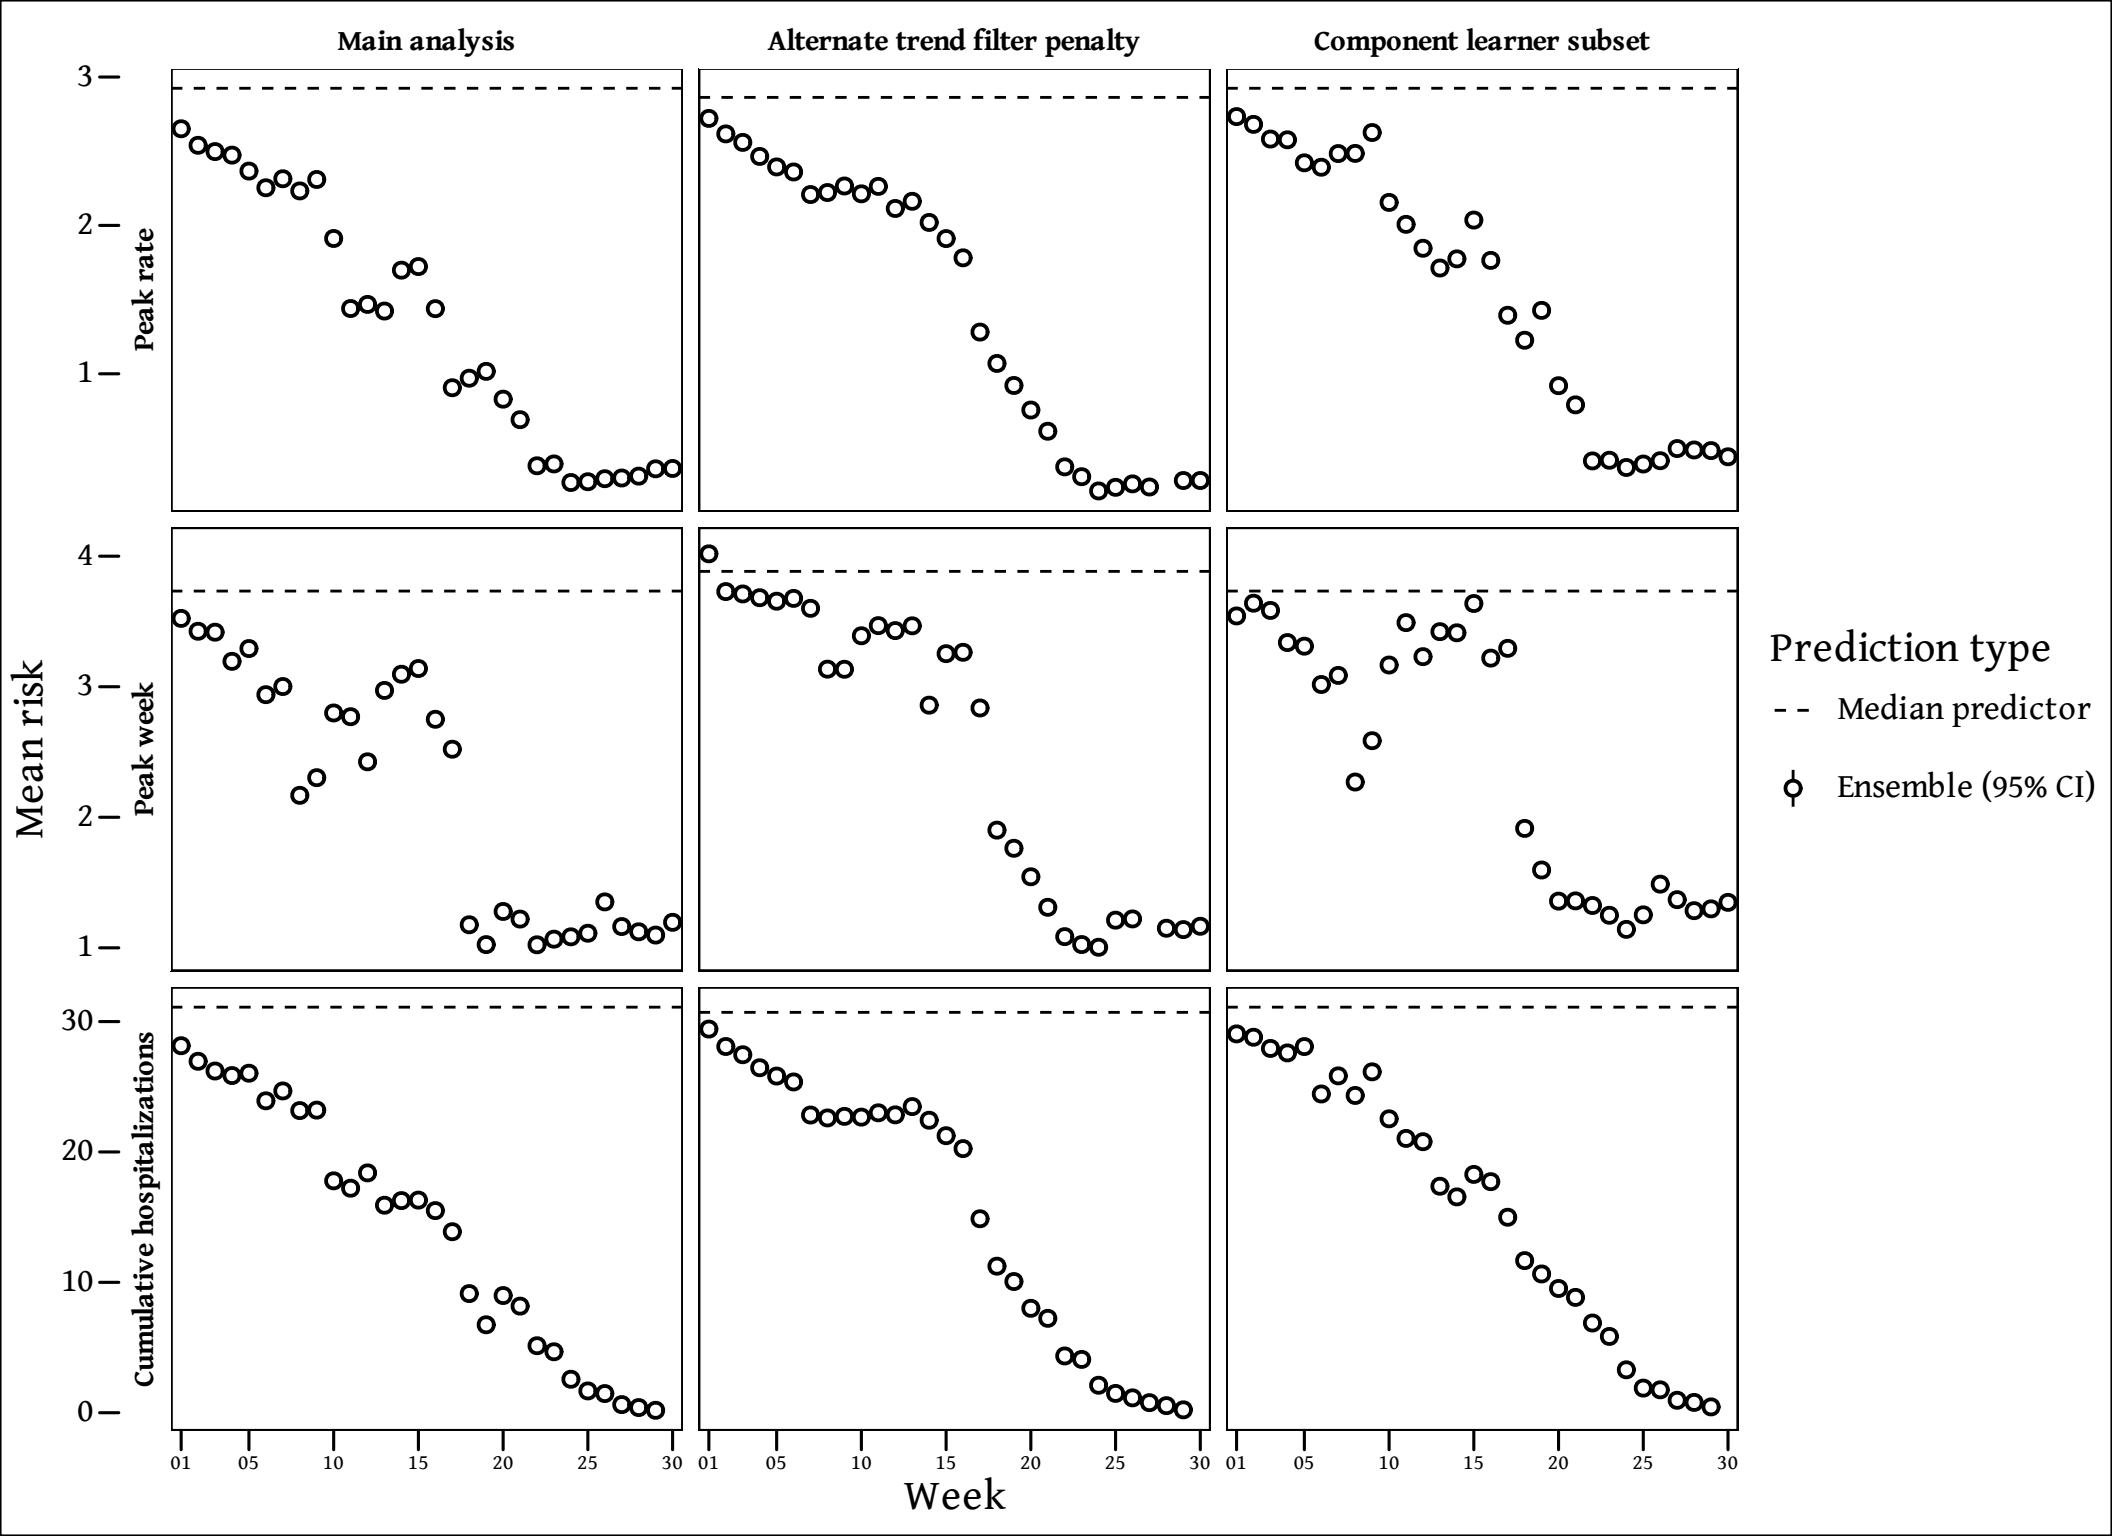 Main analysis
Alternate trend filter penalty
Component learner subset
Mean risk
Peak rate
3
2
1
Peak week
4
3
2
1
Cumulative hospitalizations
30
20
10
0
01 05 10 15 20 25 30
01 05 10 15 20 25 30
01 05 10 15 20 25 30
Week
Prediction type
Median predictor
Ensemble (95% CI)